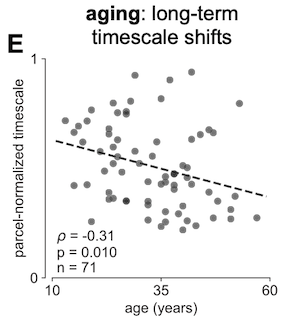 aging: long-term
timescale shifts
E
1
parcel-normalized timescale
ρ = -0.31
p = 0.010
n = 71
0
10
35
60
age (years)